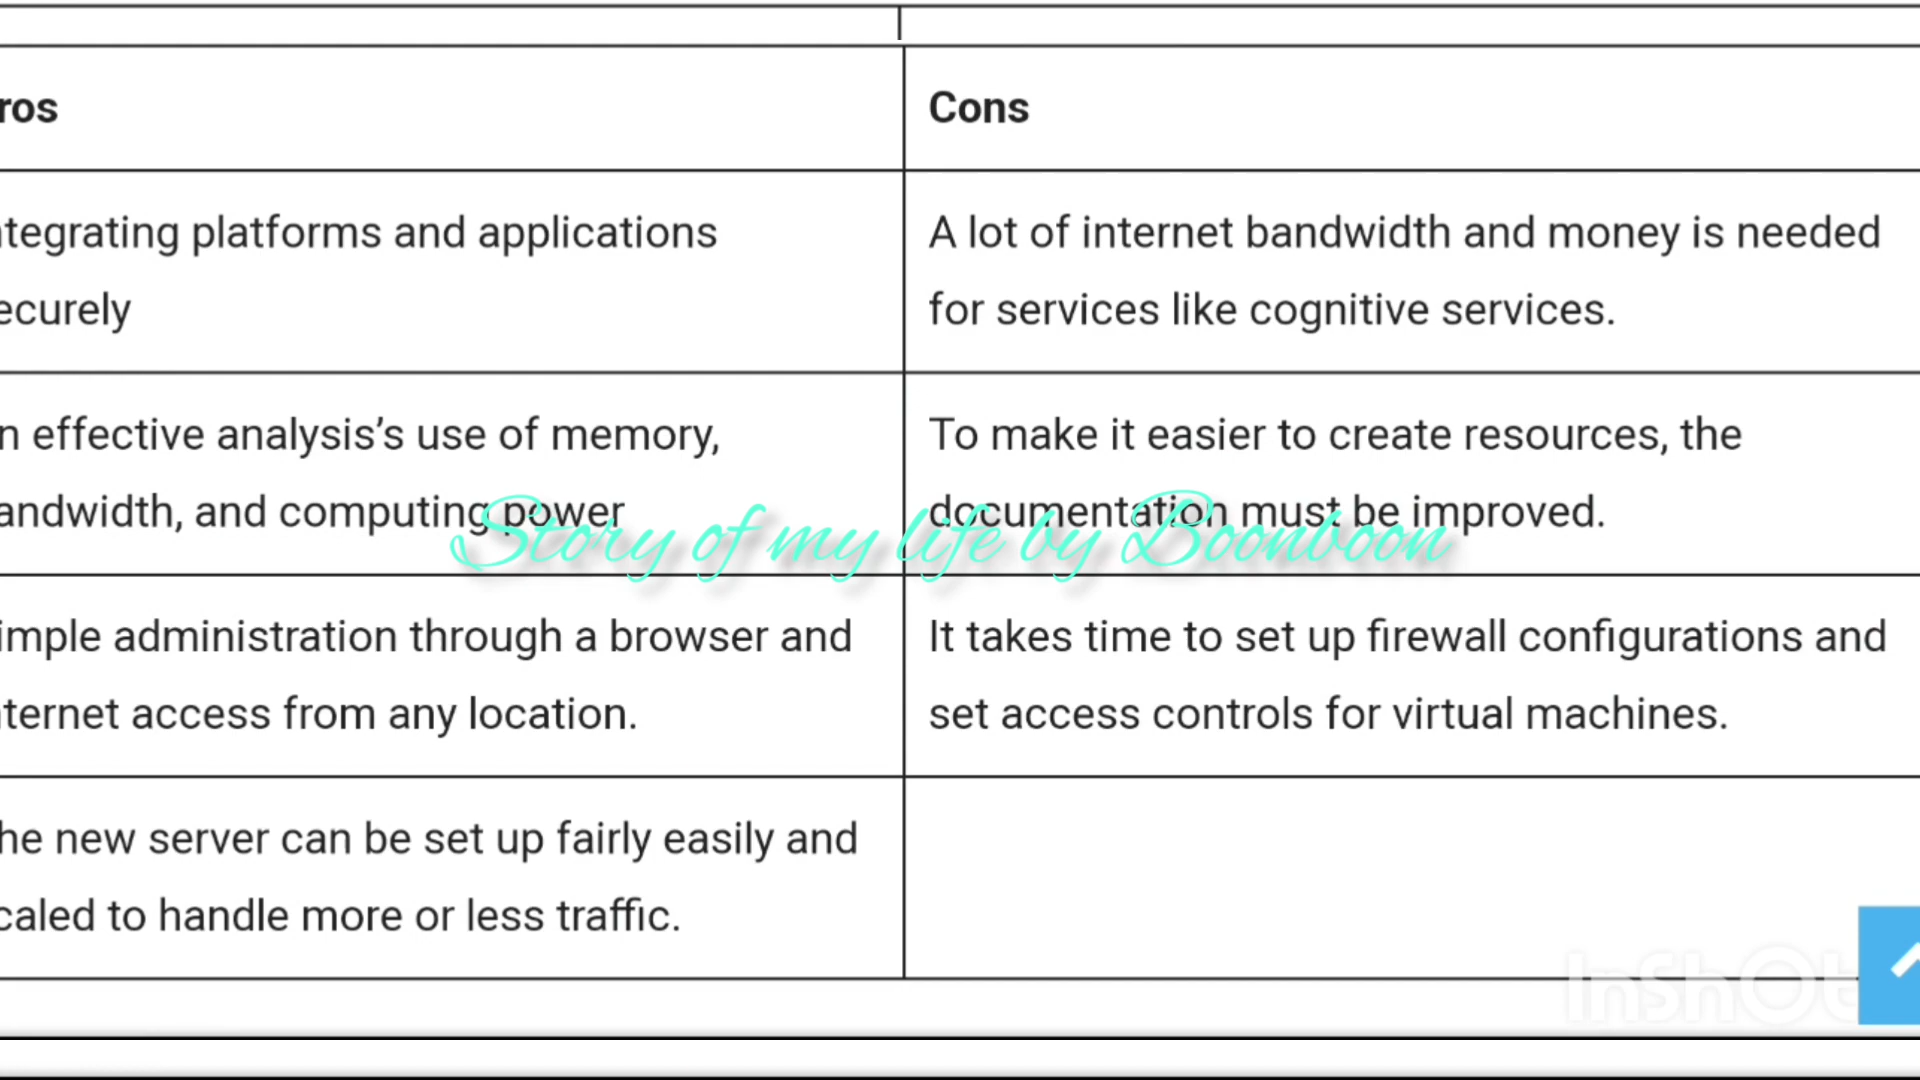 ros
Cons
ntegrating platforms and applications
ecurely
A lot of internet bandwidth and money is needed
for services like cognitive services.
n effective analysis’s use of memory,
andwidth, and computing power
To make it easier to create resources, the
documentation must be improved.
Story of my life by Boonboon
imple administration through a browser and
nternet access from any location.
It takes time to set up firewall configurations and
set access controls for virtual machines.
he new server can be set up fairly easily and
caled to handle more or less traffic.
InShOt